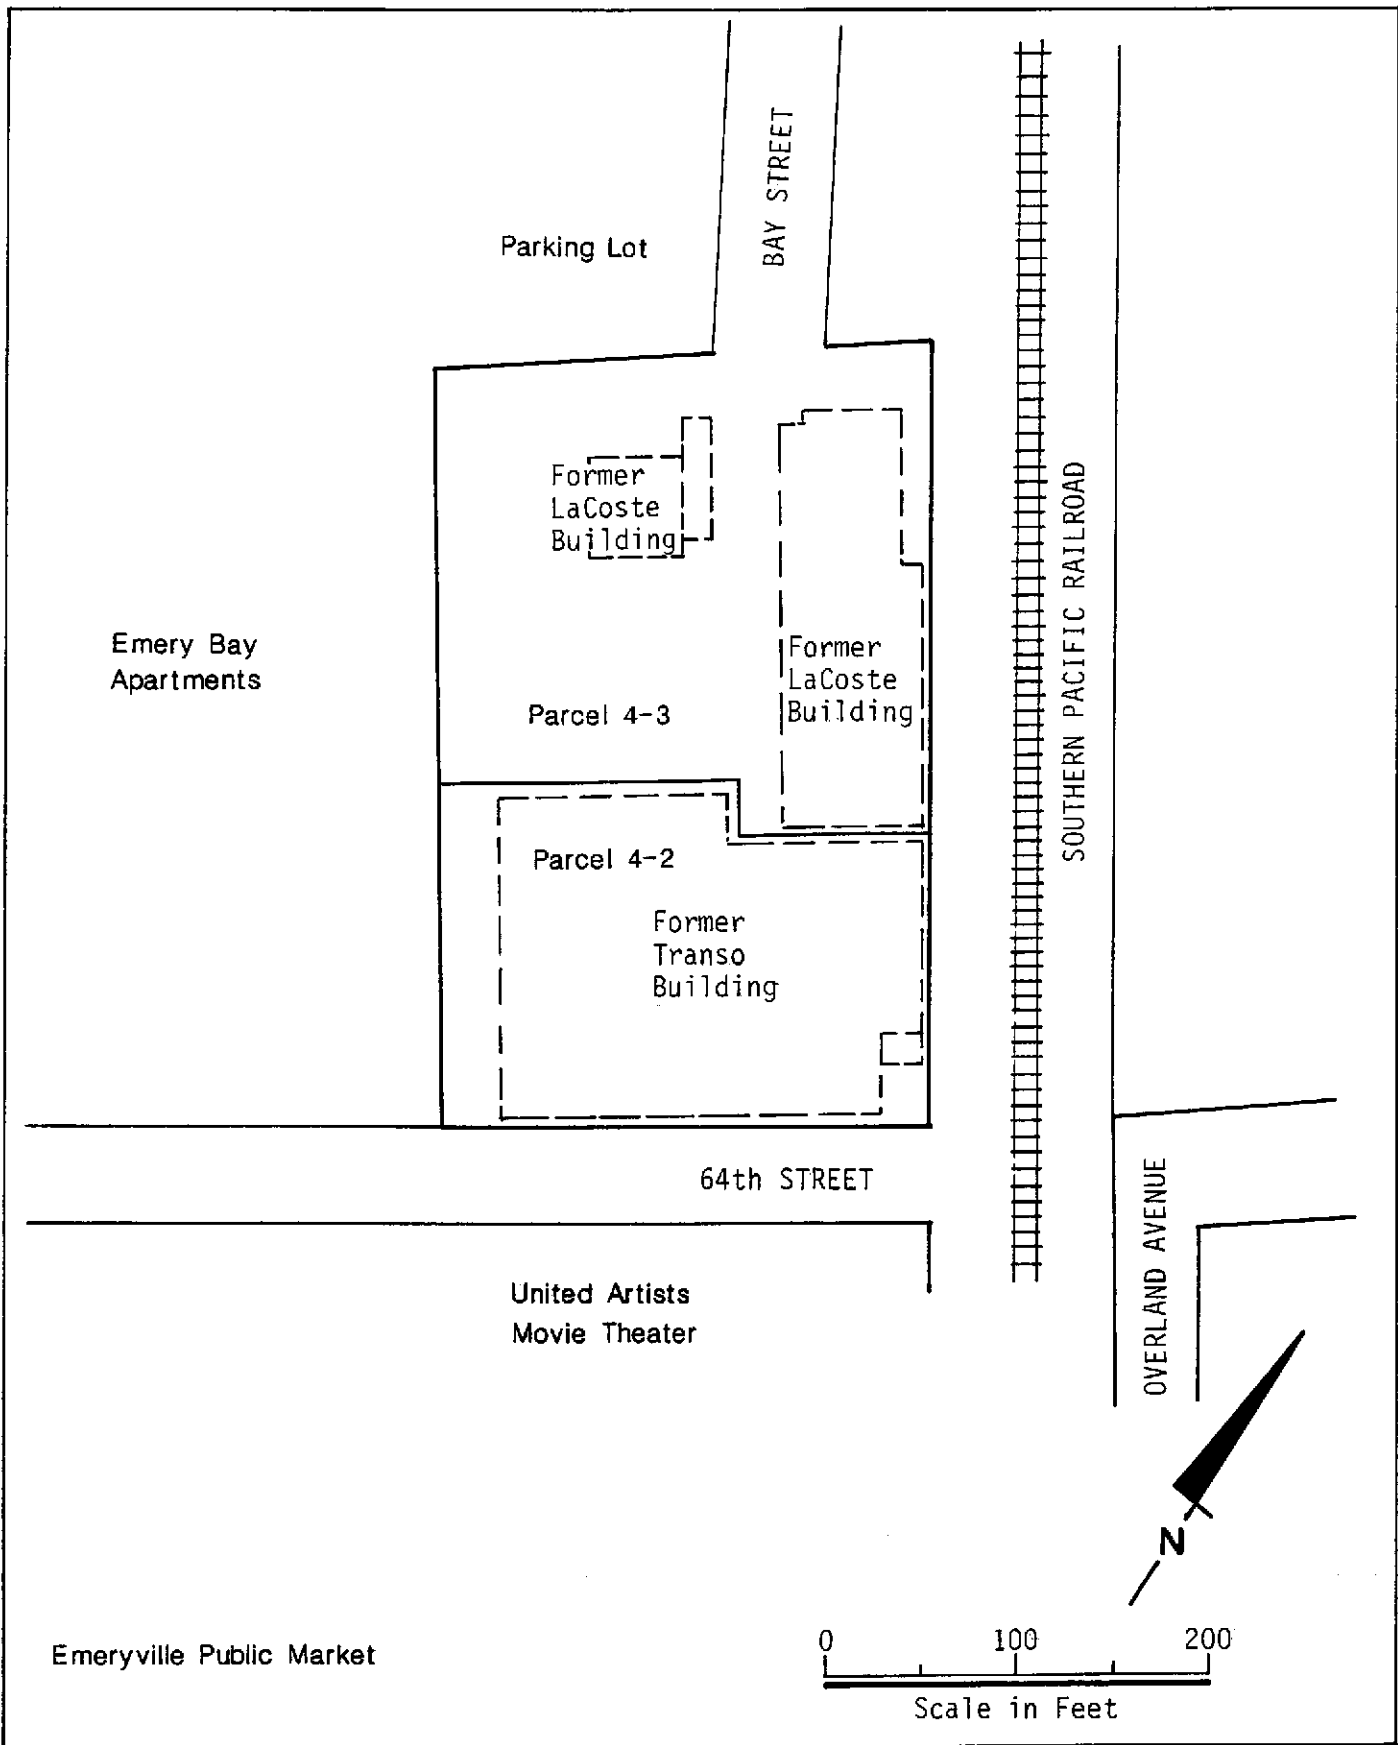 BAY STREET
Parking Lot
Former
LaCoste
Building
SOUTHERN PACIFIC RAILROAD
Emery Bay
Apartments
Former
LaCoste
Building
Parcel 4-3
Parcel 4-2
Former
Transo
Building
64th STREET
OVERLAND AVENUE
United Artists
Movie Theater
N
Emeryville Public Market
0 100 200
Scale in Feet